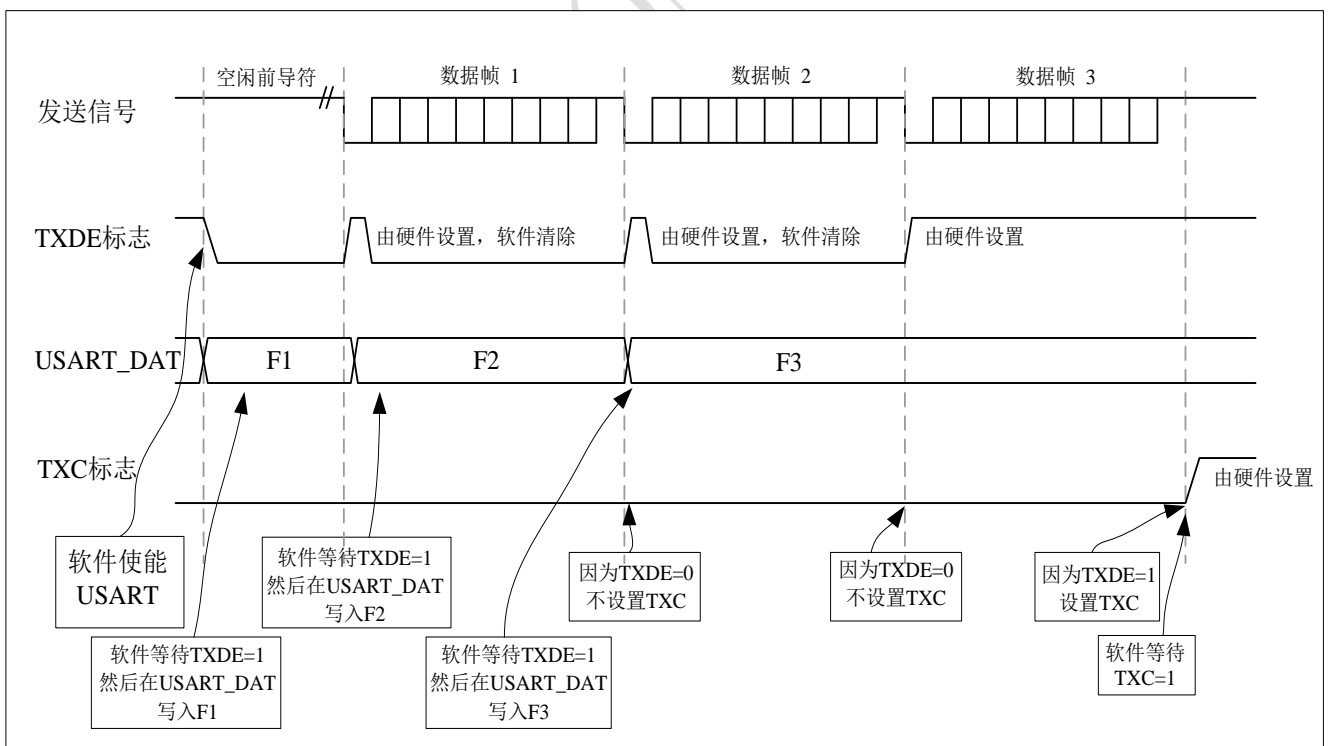 空闲前导符
数据帧 1
数据帧 2
数据帧 3
发送信号
TXDE标志
由硬件设置，软件清除
由硬件设置，软件清除
由硬件设置
USART_DAT
F1
F2
F3
TXC标志
由硬件设置
软件使能
USART
软件等待TXDE=1
然后在USART_DAT
写入F2
因为TXDE=0
不设置TXC
因为TXDE=0
不设置TXC
因为TXDE=1
设置TXC
软件等待TXDE=1
然后在USART_DAT
写入F1
软件等待TXDE=1
然后在USART_DAT
写入F3
软件等待
TXC=1